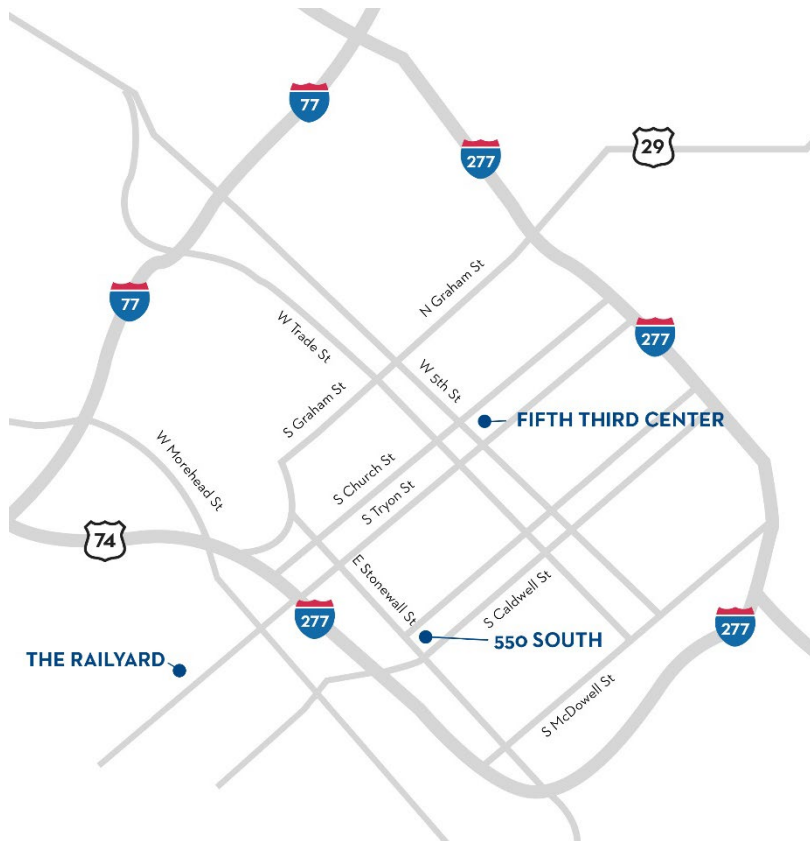 77
29
277
N Graham St
77
277
W Trade St
W 5th St
S Graham St
FIFTH THIRD CENTER
W Morehead St
S Church St
S Tryon St
74
E Stonewall St
S Caldwell St
277
277
550 SOUTH
THE RAILYARD
S McDowell St